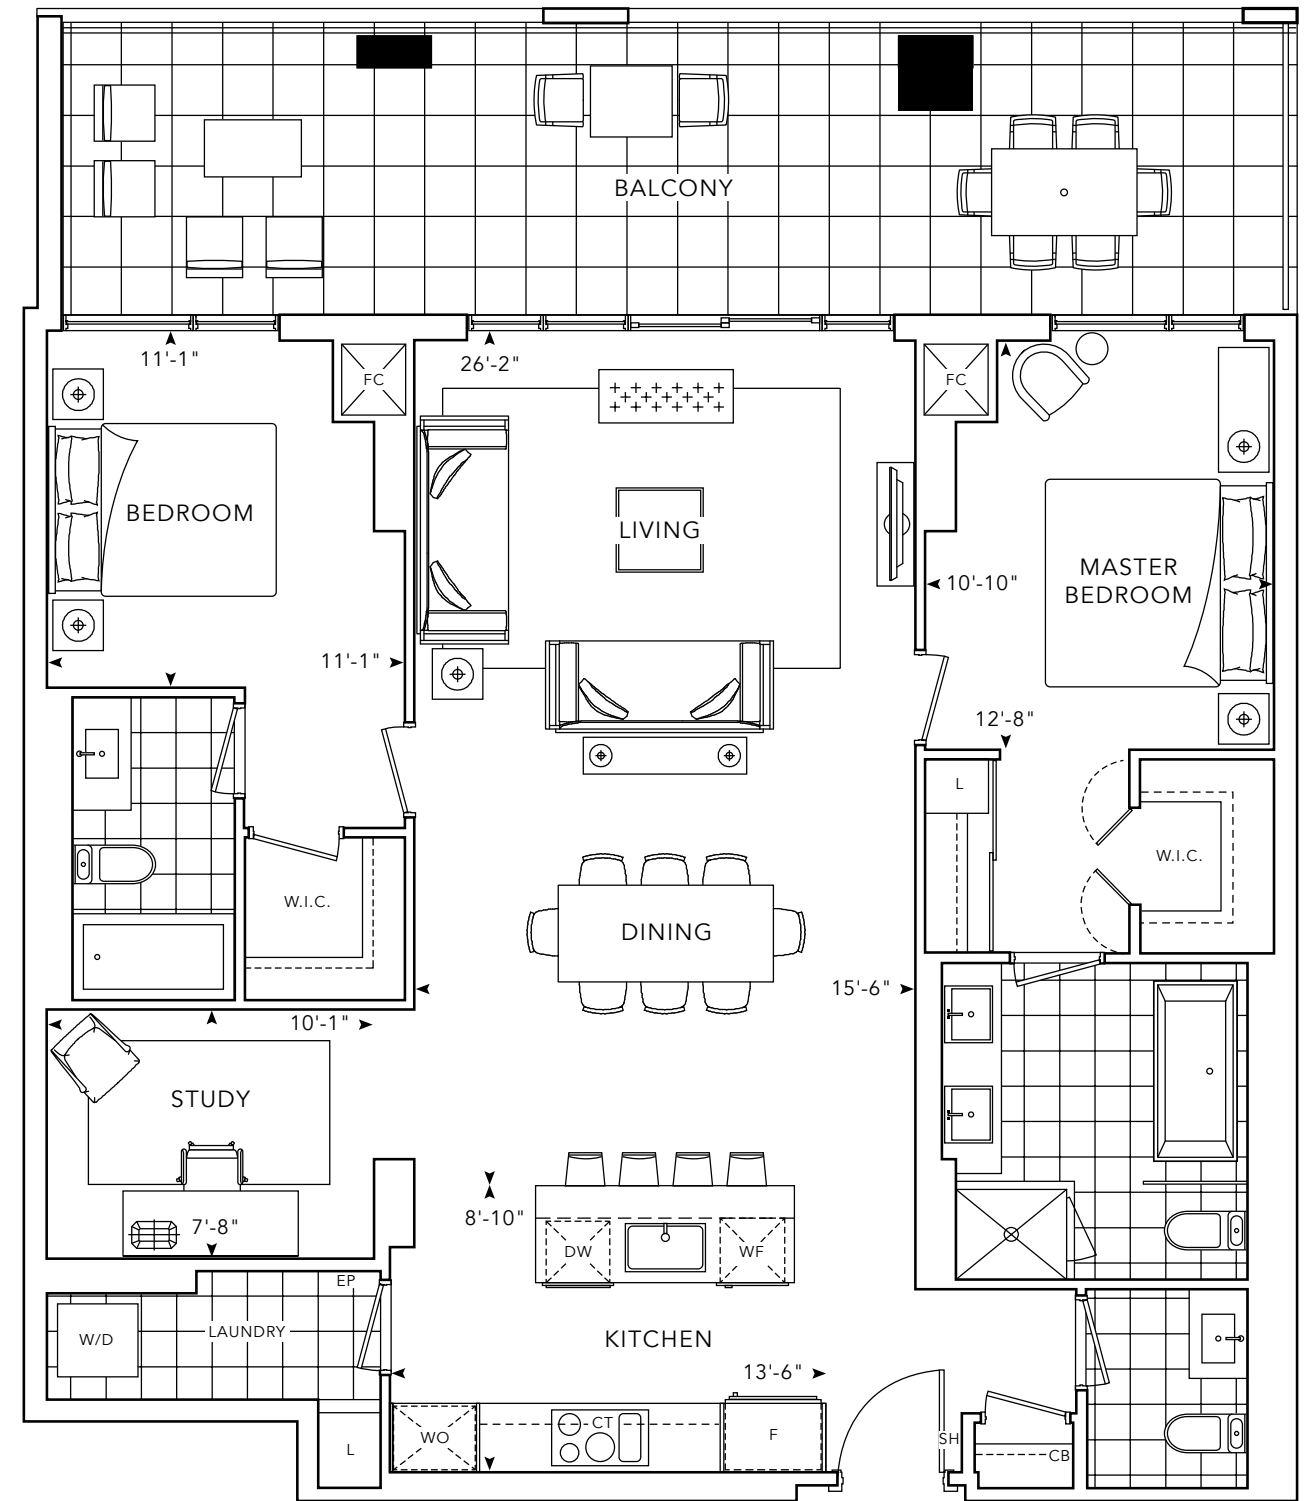 BALCONY
11'-1"
26'-2"
FC
FC
BEDROOM
LIVING
MASTER
BEDROOM
10'-10"
11'-1"
12'-8"
L
W.I.C.
W.I.C.
DINING
15'-6"
10'-1"
STUDY
7'-8"
8'-10"
DW
WF
EP
W/D
LAUNDRY
KITCHEN
13'-6"
WO
CT
F
SH
CB
L